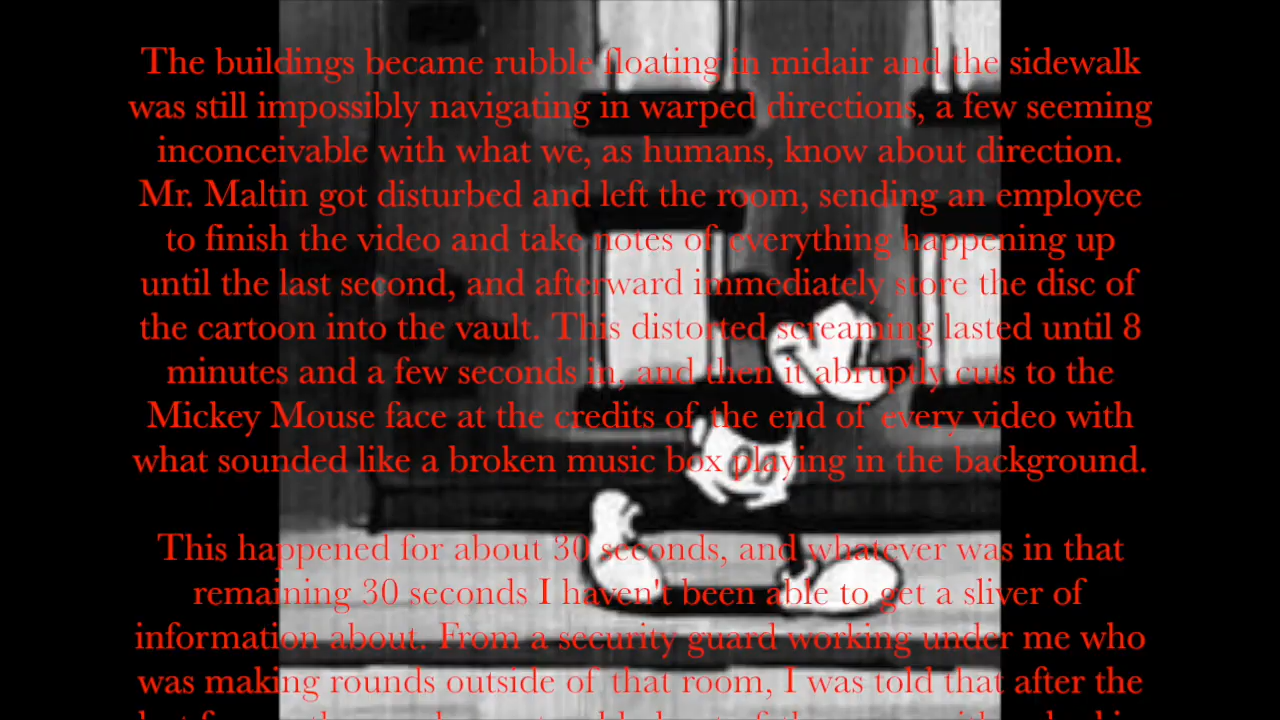 The buildings became rubble floating in midair and the sidewalk
was still impossibly navigating in warped directions, a few seeming
inconceivable with what we, as humans, know about direction.
Mr. Maltin got disturbed and left the room, sending an employee
to finish the video and take notes of everything happening up
until the last second, and afterward immediately store the disc of
the cartoon into the vault. This distorted screaming lasted until 8
minutes and a few seconds in, and then it abruptly cuts to the
Mickey Mouse face at the credits of the end of every video with
what sounded like a broken music box playing in the background.
This happened for about 30 seconds, and whatever was in that
remaining 30 seconds I haven't been able to get a sliver of
information about. From a security guard working under me who
was making rounds outside of that room, I was told that after the